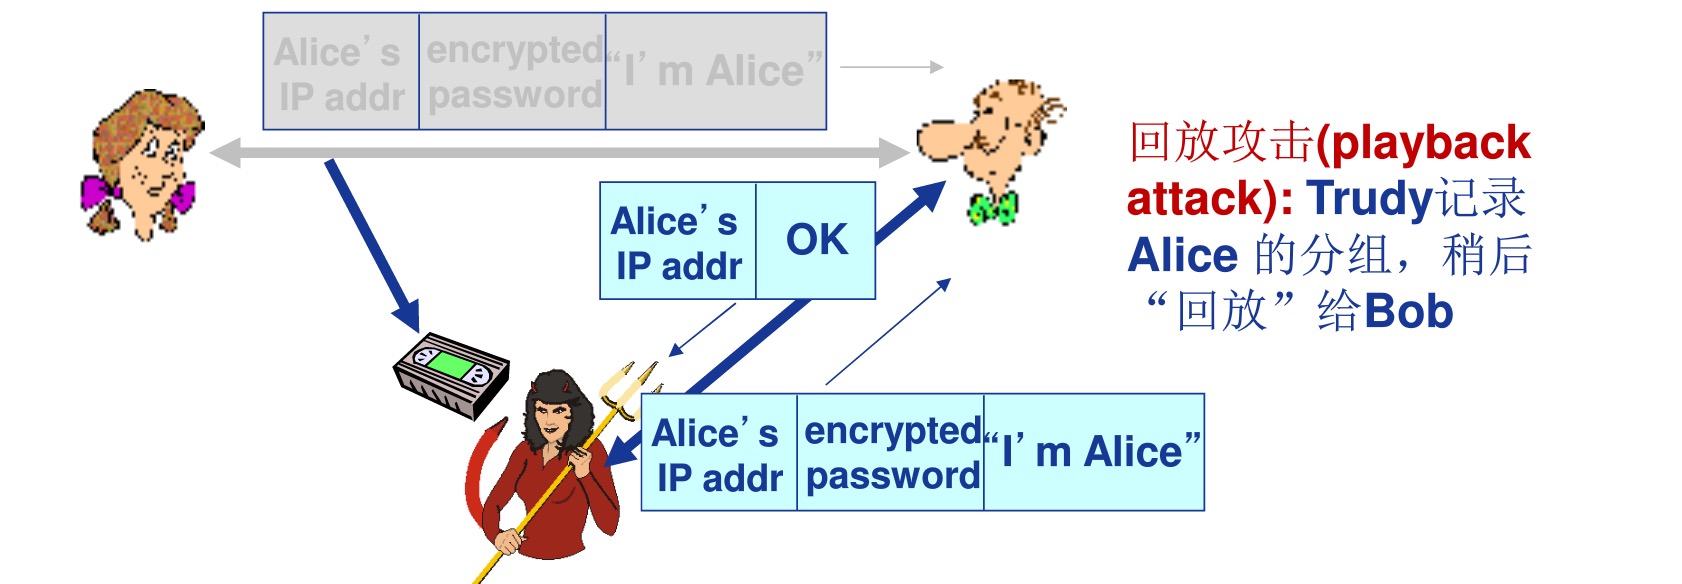 Alice’s encrypted “I’m Alice”
IP addr password
Alice’s OK
IP addr
Alice’s encrypted “I’m Alice”
IP addr password
回放攻击(playback
attack): Trudy记录
Alice 的分组，稍后
“回放”给Bob